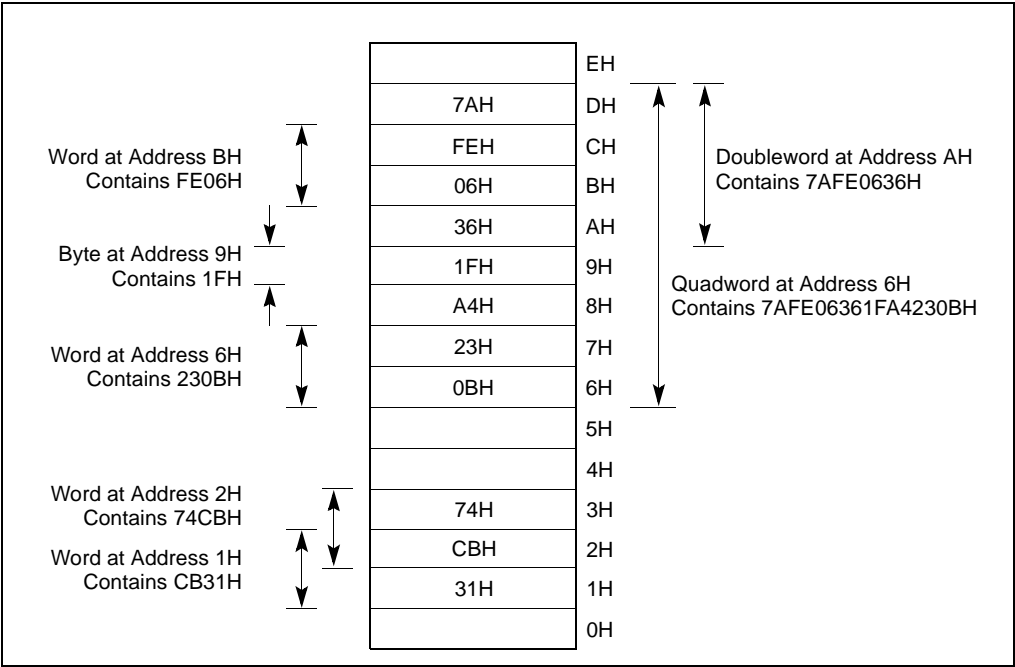 EH
7AH DH
FEH CH
Word at Address BH
Contains FE06H
06H BH
Doubleword at Address AH
Contains 7AFE0636H
36H AH
Byte at Address 9H
Contains 1FH
1FH 9H
Quadword at Address 6H
Contains 7AFE06361FA4230BH
A4H 8H
23H 7H
Word at Address 6H
Contains 230BH
0BH 6H
5H
4H
Word at Address 2H
Contains 74CBH
74H 3H
CBH 2H
Word at Address 1H
Contains CB31H
31H 1H
0H